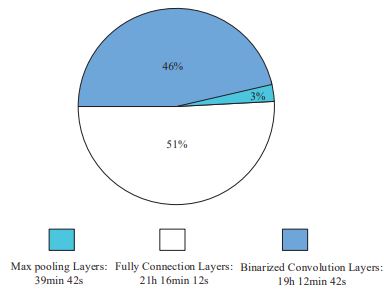 46%
3%
51%
Max pooling Layers:
39min 42s
Fully Connection Layers:
21h 16min 12s
Binarized Convolution Layers:
19h 12min 42s